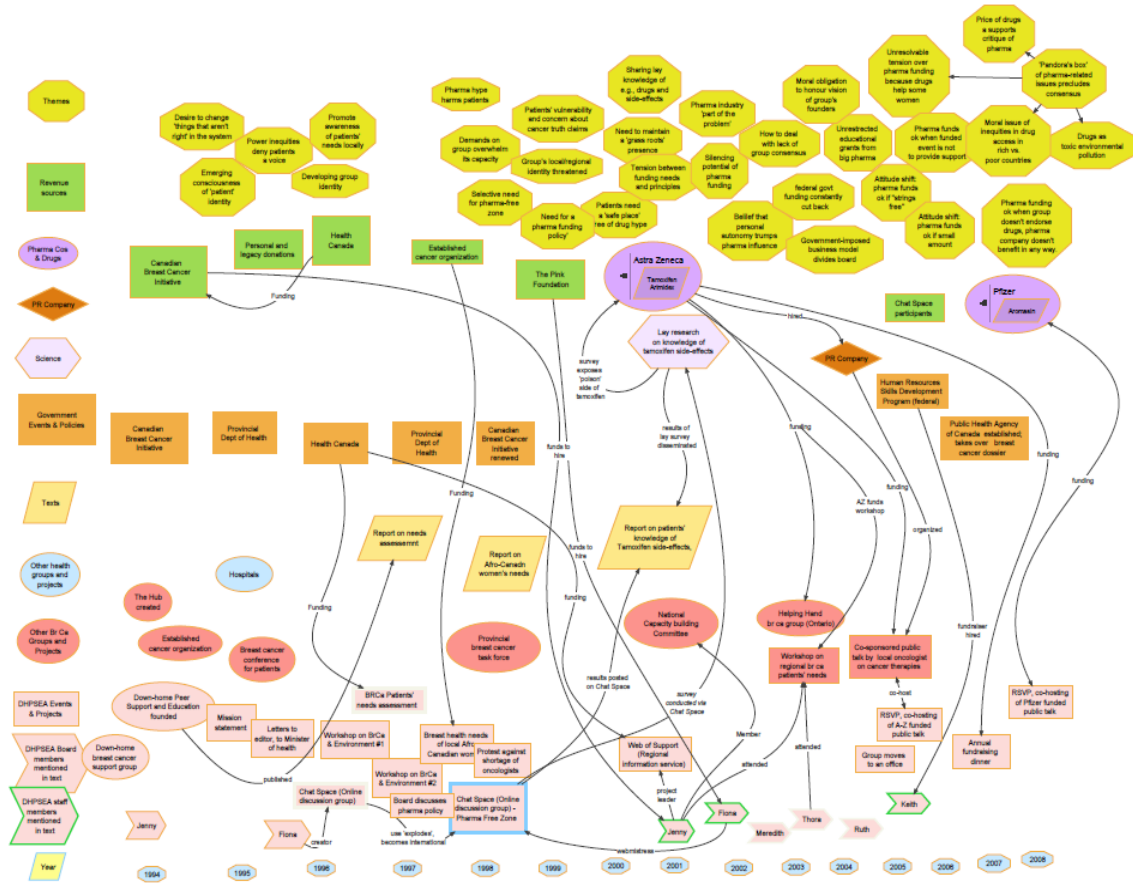 Price of drugs
a supports
critique of
pharma
Unresolvable
tension over
pharma funding
because drugs
help some
women
'Pandora's box'
of pharma-related
issues precludes
consensus
Sharing lay
knowledge of
e.g., drugs and
side-effects
Moral obligation
to honour vision
of group's
founders
Pharma hype
harms patients
Themes
Desire to change
'things that aren't
right' in the system
Promote
awareness
of patients'
needs locally
Power inequities
deny patients
a voice
Emerging
consciousness
of 'patient'
identity
Developing group
identity
Patients' vulnerability
and concern about
cancer truth claims
Pharma industry
'part of the
problem'
Demands on
group overwhelm
its capacity
Need to maintain
a 'grass roots'
presence
How to deal
with lack of
group consensus
Unrestrected
educational
grants from
big pharma
Pharma funds
ok when funded
event is not
to provide support
Moral issue of
inequities in drug
access in
rich vs.
poor countries
Drugs as
toxic environmental
pollution
Group's local/regional
identity threatened
Tension between
funding needs
and principles
Silencing
potential of
pharma
funding
Selective need
for pharma-free
zone
Need for a
pharma funding
policy'
Patients need
a 'safe place'
free of drug hype
federal govt
funding constantly
cut back
Attitude shift:
pharma funds
ok if "strings
free"
Belilef that
personal
autonomy trumps
pharma influence
Government-imposed
business model
divides board
Attitude shift:
pharma funds
ok if small
amount
Pharma funding
ok when group
doesn't endorse
drugs, pharma
company doesn't
benefit in any way.
Revenue
sources
Canadian
Breast Cancer
Initiative
Personal and
legacy donations
Health
Canada
Established
cancer organization
The Pink
Foundation
Funding
Pharma Cos
& Drugs
Astra Zeneca
Tamoxifen
Arimidex
Pfizer
Aromasin
Chat Space
participants
hired
PR Company
PR Company
Science
Lay research
on knowledge of
tamoxifen side-effects
survey
exposes
'poison'
side of
tamoxifen
Human Resources
Skills Development
Program (federal)
Government
Events & Policies
Canadian
Breast Cancer
Initiative
Provincial
Dept of Health
Health Canada
Provincial
Dept of
Health
Canadian
Breast Cancer
Initiative
renewed
Public Health Agency
of Canada established,
takes over breast
cancer dossier
funds to
hire
results of
lay survey
disseminated
funding
funding
funding
Funding
funding
AZ funds
workshop
organized
Texts
Report on needs
assessemnt
Report on
Afro-Canadn
women's needs
Report on patients'
knowledge of
Tamoxifen side-effects,
funds to
hire
Other health
groups and
projects
Hospitals
Funding
funding
The Hub
created
Other Br Ca
Groups and
Projects
Established
cancer organization
Breast cancer
conference
for patients
Provincial
breast cancer
task force
National
Capacity building
Committee
Helping Hand
br ca group (Ontario)
fundraiser
hired
Workshop on
regional br ca
patients' needs
Co-sponsored public
talk by local oncologist
on cancer therapies
results posted
on Chat Space
co-host
DHPSEA Events
& Projects
Down-home Peer
Support and Education
founded
BRCa Patients'
needs assessment
survey
conducted via
Chat Space
RSVP, co-hosting
of Pfizer funded
public talk
Mission
statement
Letters to
editor, to Minister
of health
Workshop on BrCa
& Environment #1
Breast health needs
of local Afro
Canadian wome
Protest against
shortage of
oncologists
Web of Support
(Regional
information service)
Member
attended
attended
RSVP, co-hosting
of A-Z funded
public talk
Annual
fundraising
dinner
Group moves
to an office
DHPSEA Board
members
mentioned
in text
Down-home
breast cancer
support group
published
Workshop on BrCa
& Environment #2
Chat Space (Online
discussion group)
Board discusses
pharma policy
Chat Space (Online
discussion group) -
Pharma Free Zone
project
leader
DHPSEA staff
members
mentioned
in text
Jenny
Fiona
creator
use 'explodes',
becomes international
Jenny
Fiona
Meredith
Thora
Ruth
Keith
webmistress
Year
1994
1995
1996
1997
1998
1999
2000
2001
2002
2003
2004
2005
2006
2007
2008